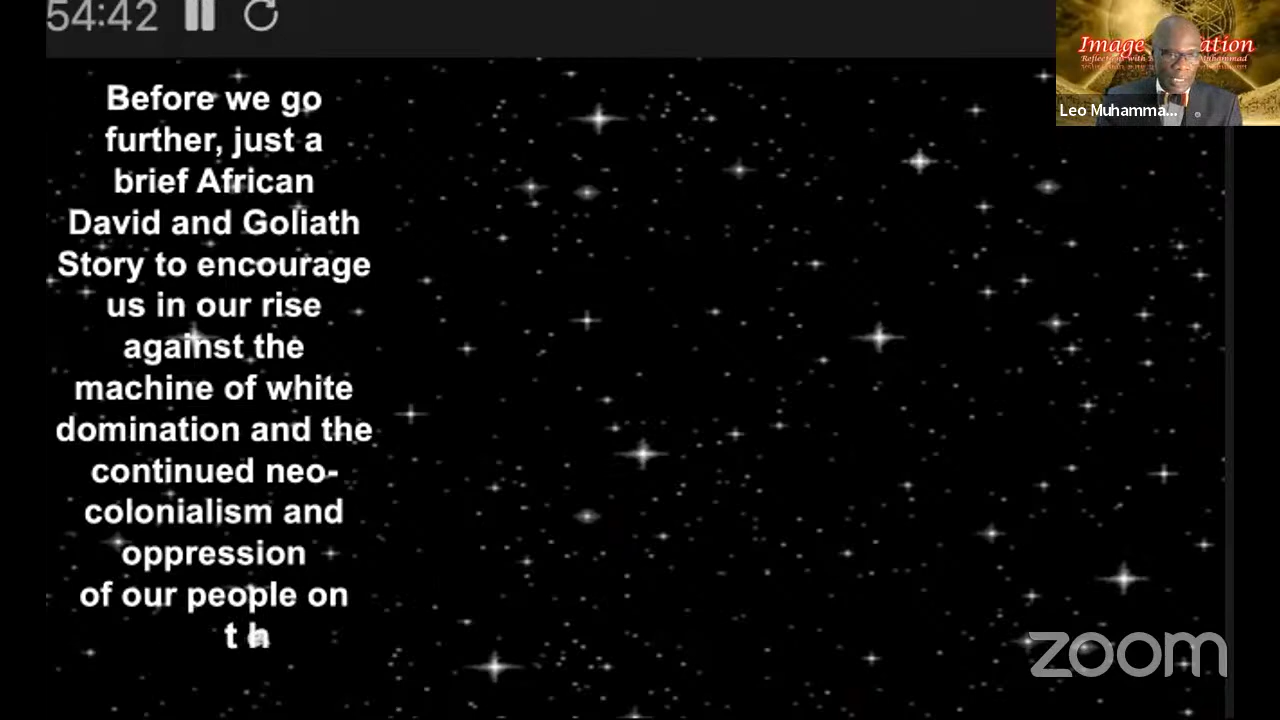 54:42
Before we go
further, just a
brief African
David and Goliath
Story to encourage
us in our rise
against the
machine of white
domination and the
continued neo-
colonialism and
oppression
of our people on
t h
Image
ation
Leo Muhamma...
zoom